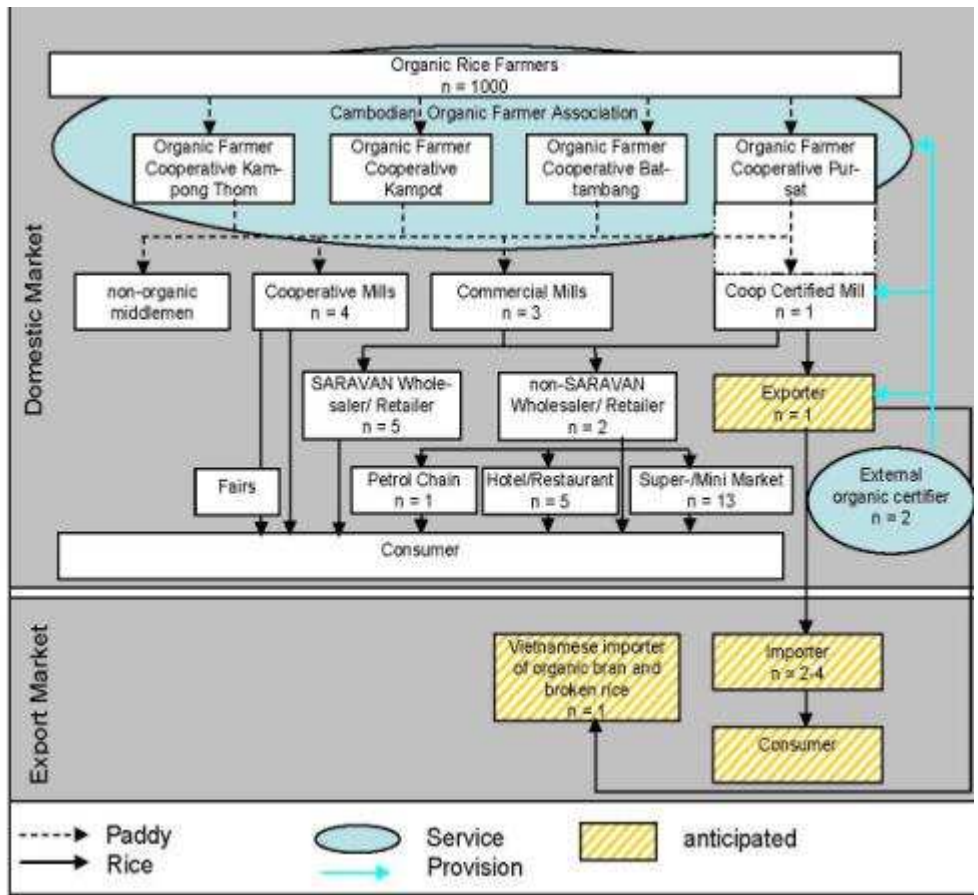 Organic Rice Farmers
n = 1000
Cambodian Organic Farmer Association
Organic Farmer
Cooperative Kam-
pong Thom
Organic Farmer
Cooperative
Kampot
Organic Farmer
Cooperative Bat-
tambang
Organic Farmer
Cooperative Pur-
sat
Domestic Market
non-organic
middlemen
Cooperative Mills
n = 4
Commercial Mills
n = 3
Coop Certified Mill
n = 1
SARAVAN Whole-
saler/ Retailer
n = 5
non-SARAVAN
Wholesaler/ Retailer
n = 2
Exporter
n = 1
Fairs
Petrol Chain
n = 1
Hotel/Restaurant
n = 5
Super-/Mini Market
n = 13
External
organic certifier
n = 2
Consumer
Export Market
Vietnamese importer
of organic bran and
broken rice
n = 1
Importer
n = 2-4
Consumer
Paddy
Rice
Service
Provision
anticipated